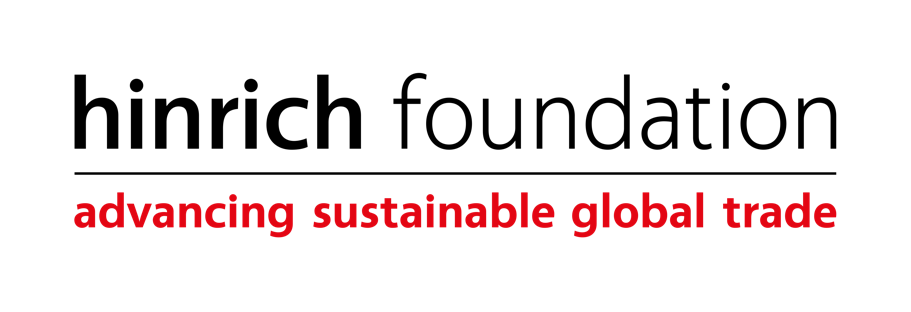 hinrich foundation
advancing sustainable global trade